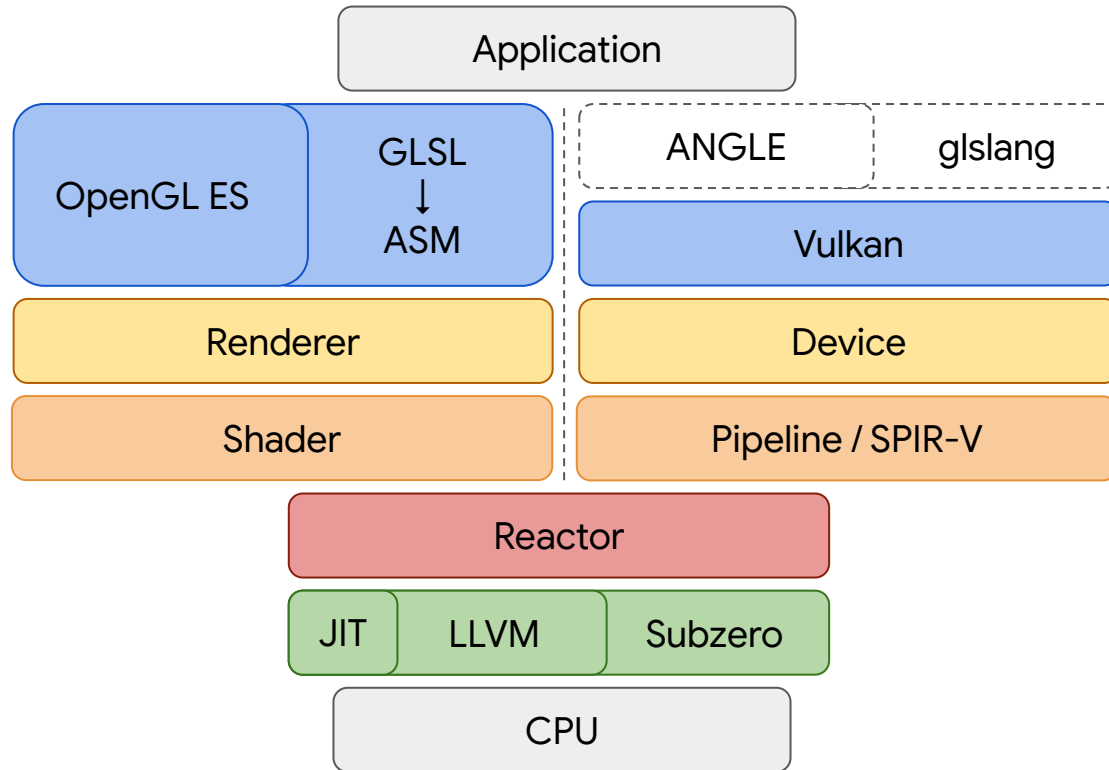 Application
OpenGL ES
GLSL
↓
ASM
ANGLE
glslang
Vulkan
Renderer
Device
Shader
Pipeline / SPIR-V
Reactor
JIT
LLVM
Subzero
CPU